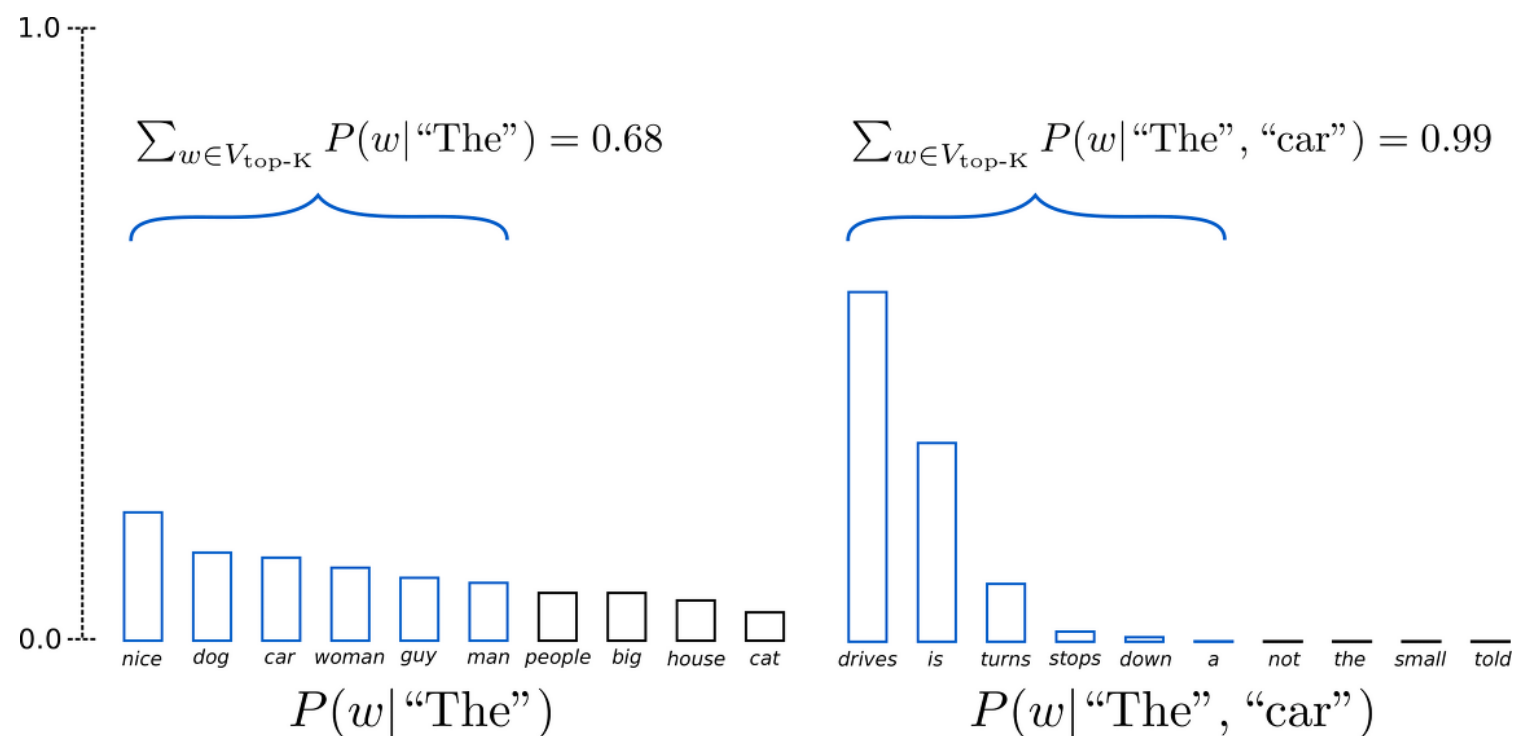 1.0
∑w∈Vtop-K P(w|“The”) = 0.68
∑w∈Vtop-K P(w|“The”, “car”) = 0.99
0.0
nice dog car woman guy man people big house cat
drives is turns stops down a not the small told
P(w|“The”)
P(w|“The”, “car”)